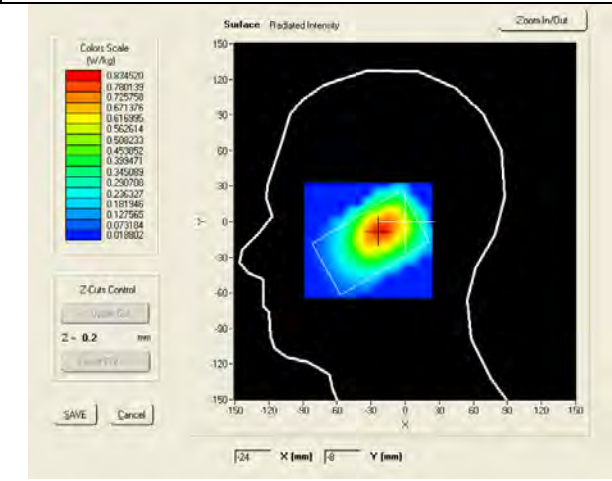 Surface Radiated Intensity
Zoom In/Out
Colors Scale
(W/kg)
0.834520
0.780139
0.725758
0.671376
0.616995
0.562614
0.508233
0.453852
0.399471
0.345089
0.290708
0.236327
0.181946
0.127565
0.073184
0.018802
150
120
90
60
30
0
-30
-60
-90
-120
-150
Y
-150 -120 -90 -60 -30 0 30 60 90 120 150
X
Z-Cuts Control
Z = 0.2 mm
SAVE Cancel
-24 X (mm) -8 Y (mm)